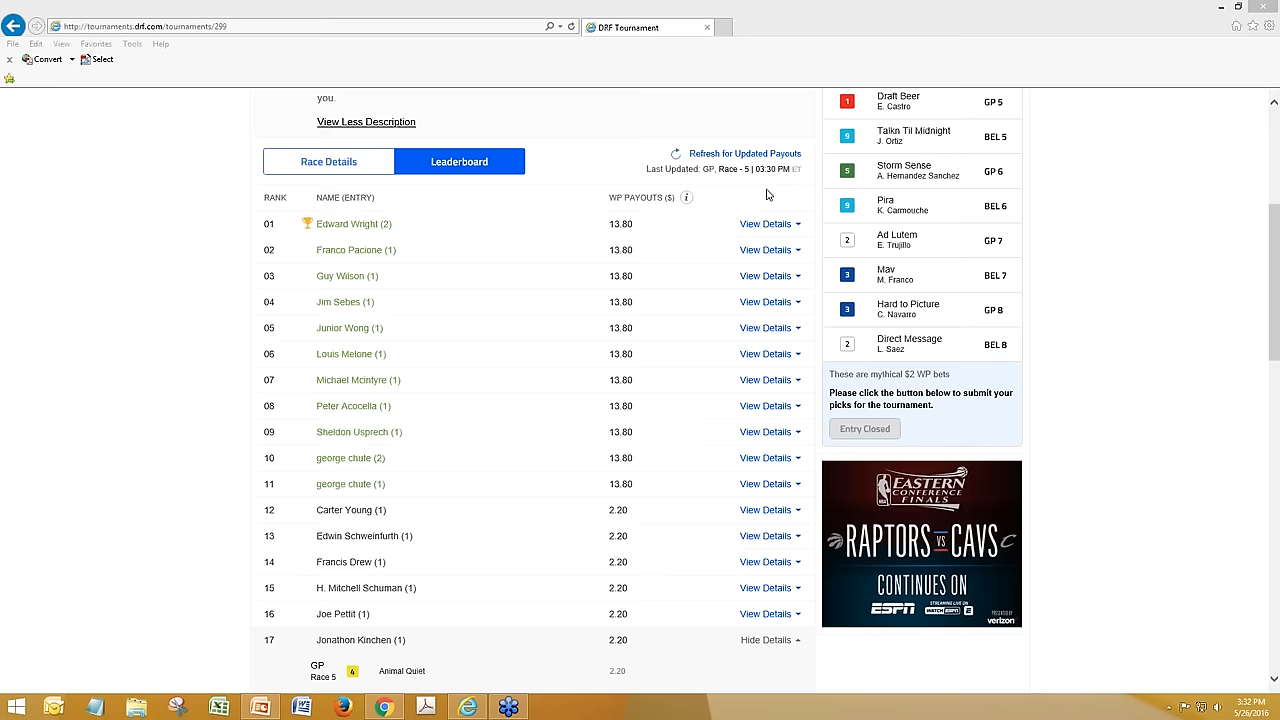 http://tournaments.drf.com/tournaments/299
DRF Tournament
File Edit View Favorites Tools Help
x Convert Select
you.
View Less Description
Race Details Leaderboard
Refresh for Updated Payouts
Last Updated: GP, Race - 5 | 03:30 PM ET
RANK NAME (ENTRY) WP PAYOUTS ($) i
01 Edward Wright (2) 13.80 View Details
02 Franco Pacione (1) 13.80 View Details
03 Guy Wilson (1) 13.80 View Details
04 Jim Sebes (1) 13.80 View Details
05 Junior Wong (1) 13.80 View Details
06 Louis Melone (1) 13.80 View Details
07 Michael Mcintyre (1) 13.80 View Details
08 Peter Acocella (1) 13.80 View Details
09 Sheldon Usprech (1) 13.80 View Details
10 george chute (2) 13.80 View Details
11 george chute (1) 13.80 View Details
12 Carter Young (1) 2.20 View Details
13 Edwin Schweinfurth (1) 2.20 View Details
14 Francis Drew (1) 2.20 View Details
15 H. Mitchell Schuman (1) 2.20 View Details
16 Joe Pettit (1) 2.20 View Details
17 Jonathon Kinchen (1) 2.20 Hide Details
GP
Race 5 4 Animal Quiet 2.20
1 Draft Beer GP 5
E. Castro
9 Talkn Til Midnight BEL 5
J. Ortiz
5 Storm Sense GP 6
A. Hernandez Sanchez
9 Pira BEL 6
K. Carmouche
2 Ad Lutem GP 7
E. Trujillo
3 Mav BEL 7
M. Franco
3 Hard to Picture GP 8
C. Navarro
2 Direct Message BEL 8
L. Saez
These are mythical $2 WP bets
Please click the button below to submit your
picks for the tournament.
Entry Closed
EASTERN
CONFERENCE
FINALS
RAPTORS VS CAVS
CONTINUES ON
ESPN STREAMING LIVE ON WATCH ESPN 2
PRESENTED BY
verizon
3:32 PM
5/26/2016